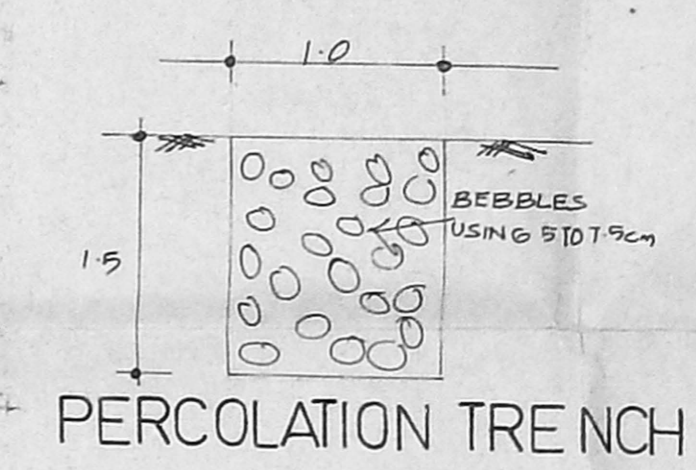 1.0
BEBBLES
USING 5 TO 7.5cm
1.5
PERCOLATION TRENCH